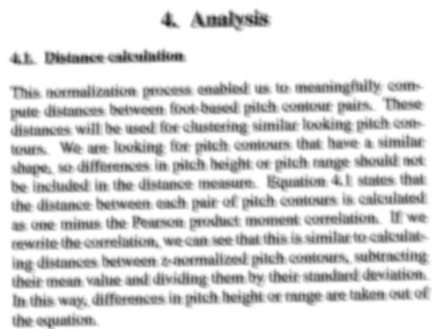 4. Analysis
4.1. Distance calculation
This normalization process enabled us to meaningfully com-
pute distances between foot-based pitch contour pairs. These
distances will be used for clustering similar looking pitch con-
tours. We are looking for pitch contours that have a similar
shape, so differences in pitch height or pitch range should not
be included in the distance measure. Equation 4.1 states that
the distance between each pair of pitch contours is calculated
as one minus the Pearson product moment correlation. If we
rewrite the correlation, we can see that this is similar to calculat-
ing distances between z-normalized pitch contours, subtracting
their mean value and dividing them by their standard deviation.
In this way, differences in pitch height or range are taken out of
the equation.